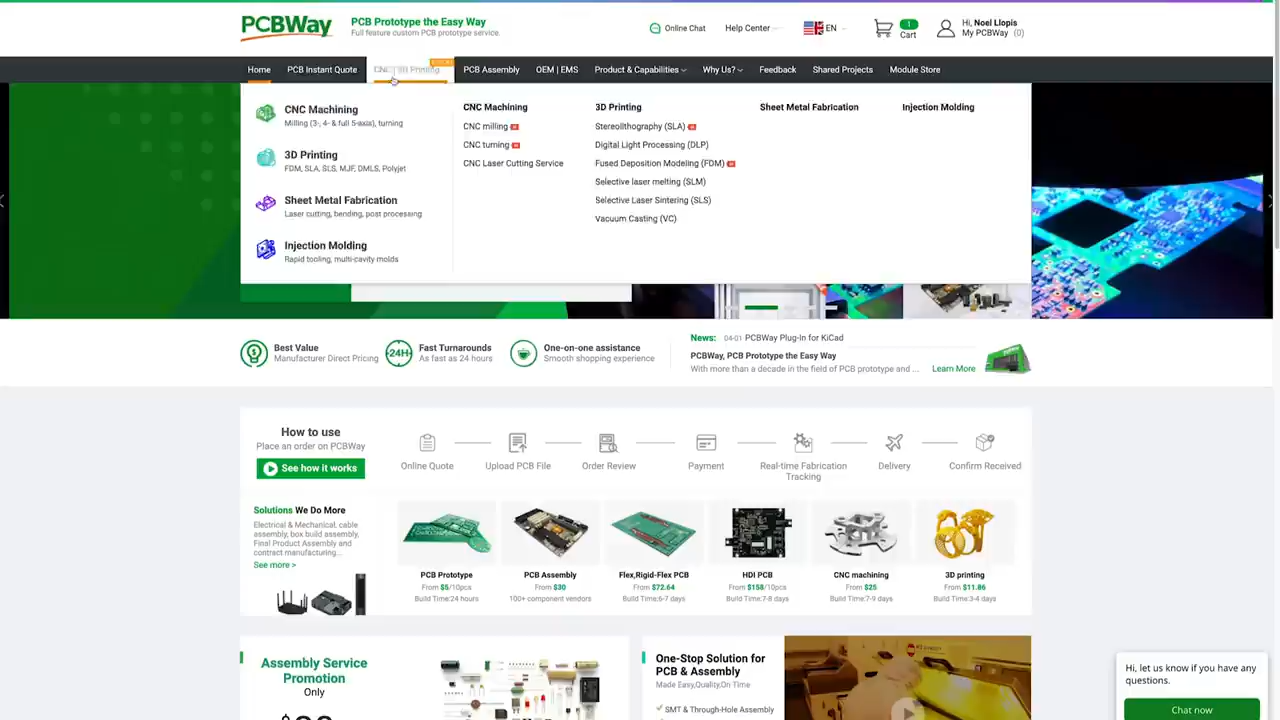 PCBWay
PCB Prototype the Easy Way
Full feature custom PCB prototype service.
Online Chat
Help Center
EN
1
Cart
Hi, Noel Llopis
My PCBWay (0)
Home
PCB Instant Quote
CNC | 3D Printing
PCB Assembly
OEM | EMS
Product & Capabilities
Why Us?
Feedback
Shared Projects
Module Store
CNC Machining
Milling (3-, 4- & full 5-axis), turning
3D Printing
FDM, SLA, SLS, MJF, DMLS, Polyjet
Sheet Metal Fabrication
Laser cutting, bending, post processing
Injection Molding
Rapid tooling, multi-cavity molds
CNC Machining
CNC milling
CNC turning
CNC Laser Cutting Service
3D Printing
Stereolithography (SLA)
Digital Light Processing (DLP)
Fused Deposition Modeling (FDM)
Selective laser melting (SLM)
Selective Laser Sintering (SLS)
Vacuum Casting (VC)
Sheet Metal Fabrication
Injection Molding
Best Value
Manufacturer Direct Pricing
24H
Fast Turnarounds
As fast as 24 hours
One-on-one assistance
Smooth shopping experience
News: 04-01 PCBWay Plug-In for KiCad
PCBWay, PCB Prototype the Easy Way
With more than a decade in the field of PCB prototype and ... Learn More
How to use
Place an order on PCBWay
See how it works
Online Quote
Upload PCB File
Order Review
Payment
Real-time Fabrication
Tracking
Delivery
Confirm Received
Solutions We Do More
Electrical & Mechanical, cable
assembly, box build assembly,
Final Product Assembly and
contract manufacturing...
See more >
PCB Prototype
From $5/10pcs
Build Time:24 hours
PCB Assembly
From $30
100+ component vendors
Flex,Rigid-Flex PCB
From $72.64
Build Time:6-7 days
HDI PCB
From $158/10pcs
Build Time:7-8 days
CNC machining
From $25
Build Time:7-9 days
3D printing
From $11.86
Build Time:3-4 days
Assembly Service
Promotion
Only
One-Stop Solution for
PCB & Assembly
Made Easy,Quality,On Time
SMT & Through-Hole Assembly
Hi, let us know if you have any
questions.
Chat now